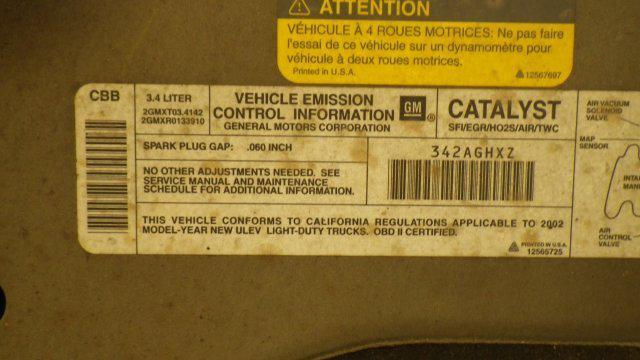 ATTENTION
VÉHICULE À 4 ROUES MOTRICES: Ne pas faire
l'essai de ce véhicule sur un dynamomètre pour
véhicule à deux roues motrices.
Printed in U.S.A.
12567697
CBB
3.4 LITER
2GMXT03.4142
2GMXR0133910
VEHICLE EMISSION
CONTROL INFORMATION
GENERAL MOTORS CORPORATION
GM
CATALYST
SFI/EGR/HO2S/AIR/TWC
SPARK PLUG GAP: .060 INCH
NO OTHER ADJUSTMENTS NEEDED. SEE
SERVICE MANUAL AND MAINTENANCE
SCHEDULE FOR ADDITIONAL INFORMATION.
342AGHXZ
THIS VEHICLE CONFORMS TO CALIFORNIA REGULATIONS APPLICABLE TO 2002
MODEL-YEAR NEW ULEV LIGHT-DUTY TRUCKS. OBD II CERTIFIED.
PRINTED IN U.S.A.
12565725
AIR VACUUM
SOLENOID
VALVE
MAP
SENSOR
AIR
CONTROL
VALVE